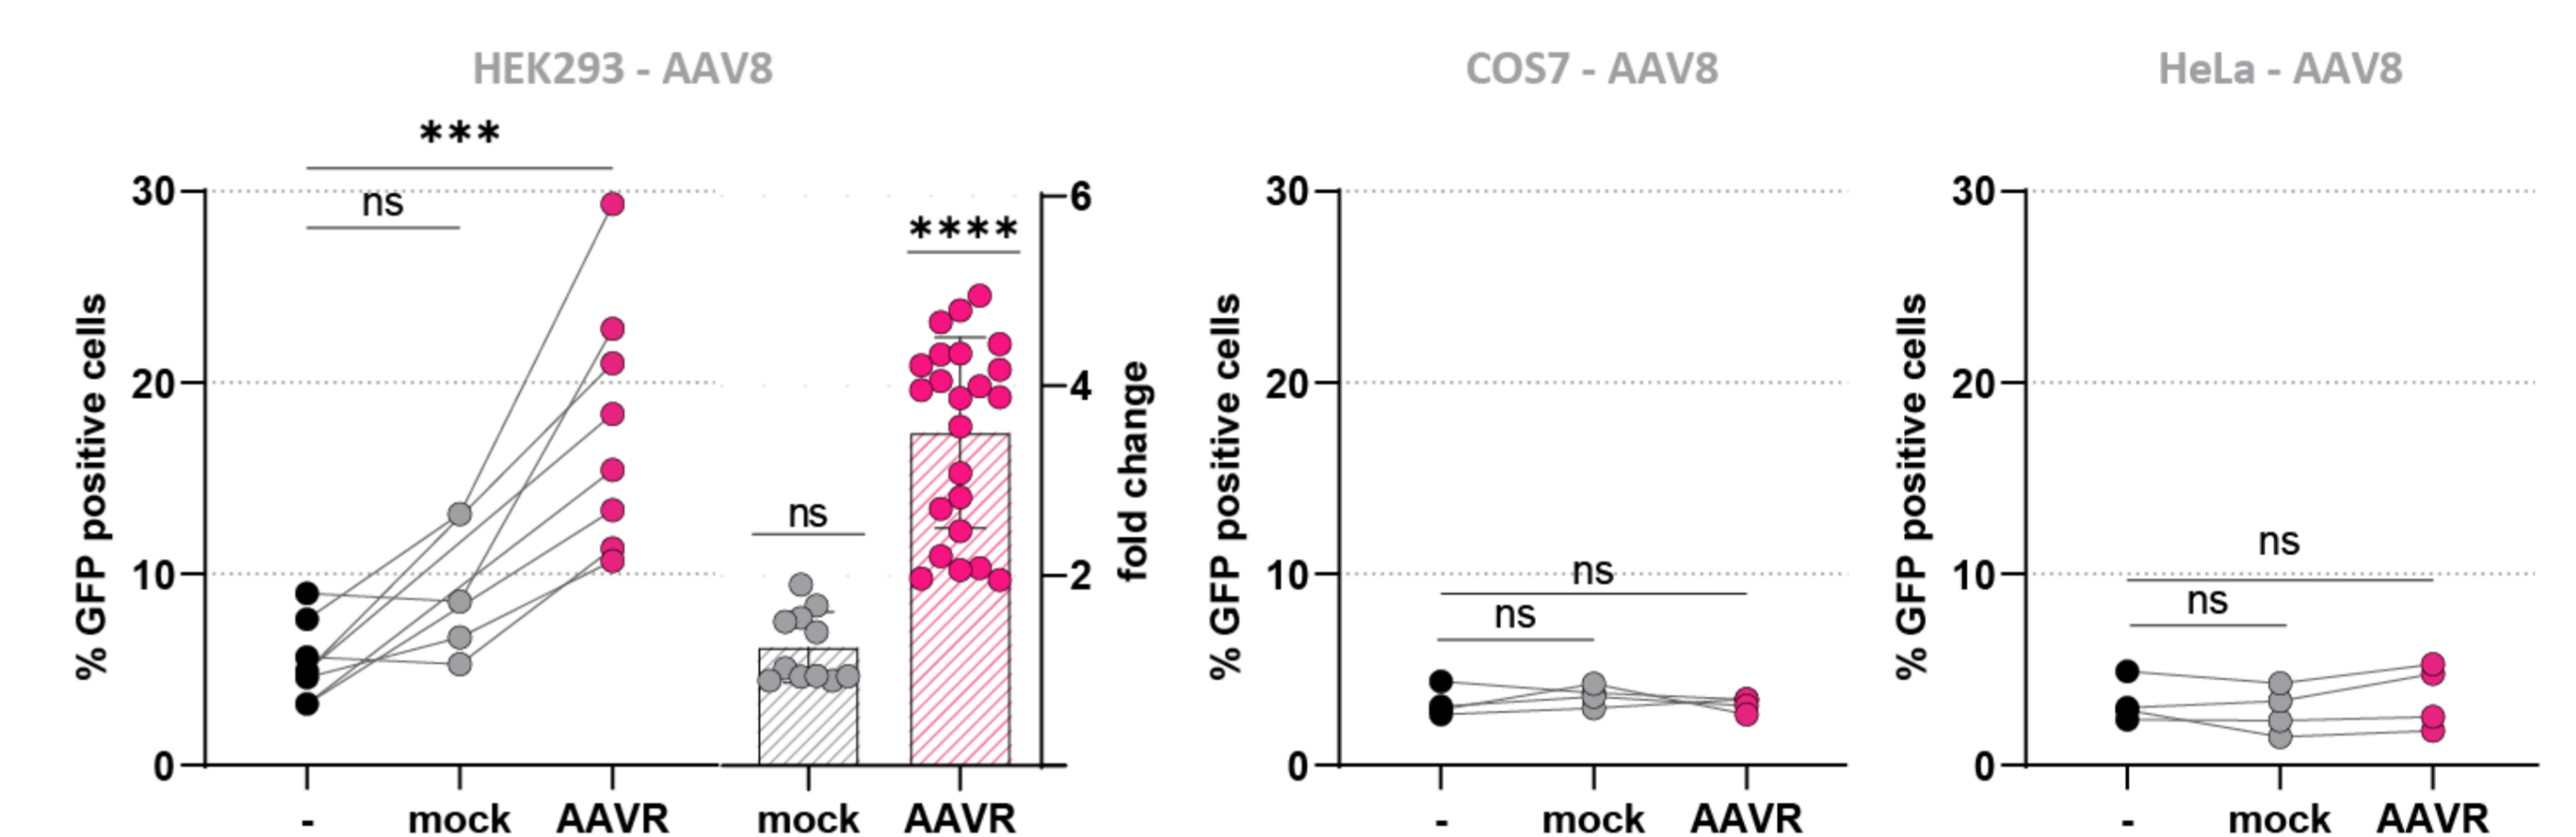 HEK293 - AAV8
***
ns
30
20
10
0
% GFP positive cells
-
mock
AAVR
****
ns
6
4
2
fold change
mock
AAVR
COS7 - AAV8
30
20
10
0
% GFP positive cells
ns
ns
-
mock
AAVR
HeLa - AAV8
30
20
10
0
% GFP positive cells
ns
ns
-
mock
AAVR